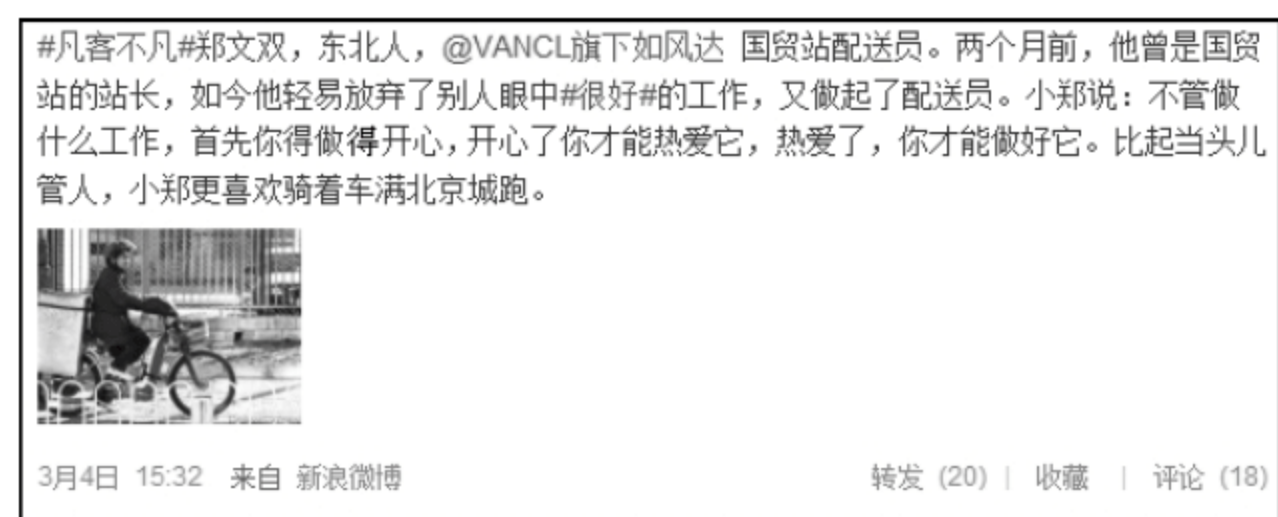 #凡客不凡#郑文双，东北人，@VANCL旗下如风达 国贸站配送员。两个月前，他曾是国贸
站的站长，如今他轻易放弃了别人眼中#很好#的工作，又做起了配送员。小郑说：不管做
什么工作，首先你得做得开心，开心了你才能热爱它，热爱了，你才能做好它。比起当头儿
管人，小郑更喜欢骑着车满北京城跑。
3月4日 15:32 来自 新浪微博 转发 (20) | 收藏 | 评论 (18)